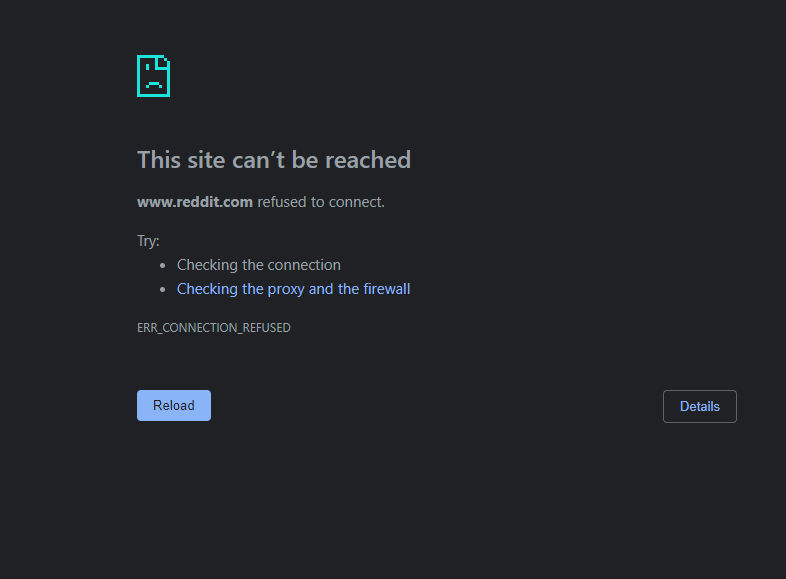 This site can’t be reached
www.reddit.com refused to connect.
Try:
• Checking the connection
• Checking the proxy and the firewall
ERR_CONNECTION_REFUSED
Reload
Details